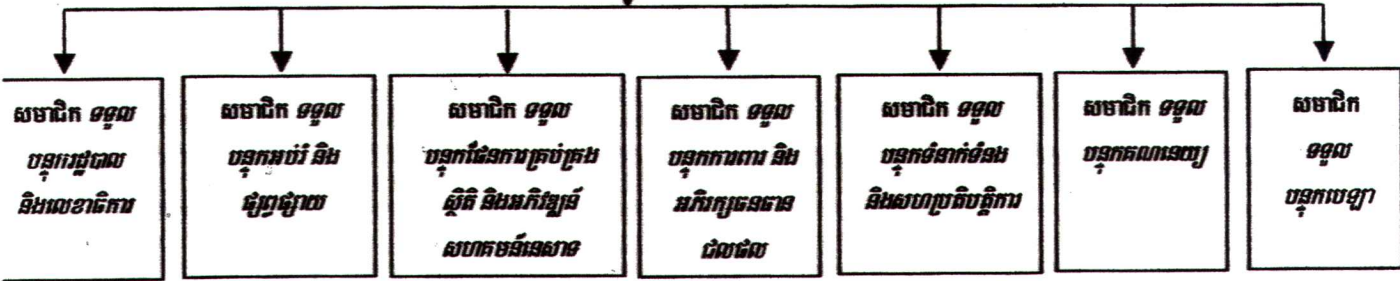 សមាជិក ទទួល
បន្ទុករដ្ឋបាល
និងលេខាធិការ
សមាជិក ទទួល
បន្ទុកអប់រំ និង
ផ្សព្វផ្សាយ
សមាជិក ទទួល
បន្ទុកផែនការគ្រប់គ្រង
ស្ថិតិ និងអភិវឌ្ឍន៍
សហគមន៍នេសាទ
សមាជិក ទទួល
បន្ទុកការពារ និង
អភិរក្សធនធាន
ជលផល
សមាជិក ទទួល
បន្ទុកទំនាក់ទំនង
និងសហប្រតិបត្តិការ
សមាជិក ទទួល
បន្ទុកគណនេយ្យ
សមាជិក
ទទួល
បន្ទុកបេឡា